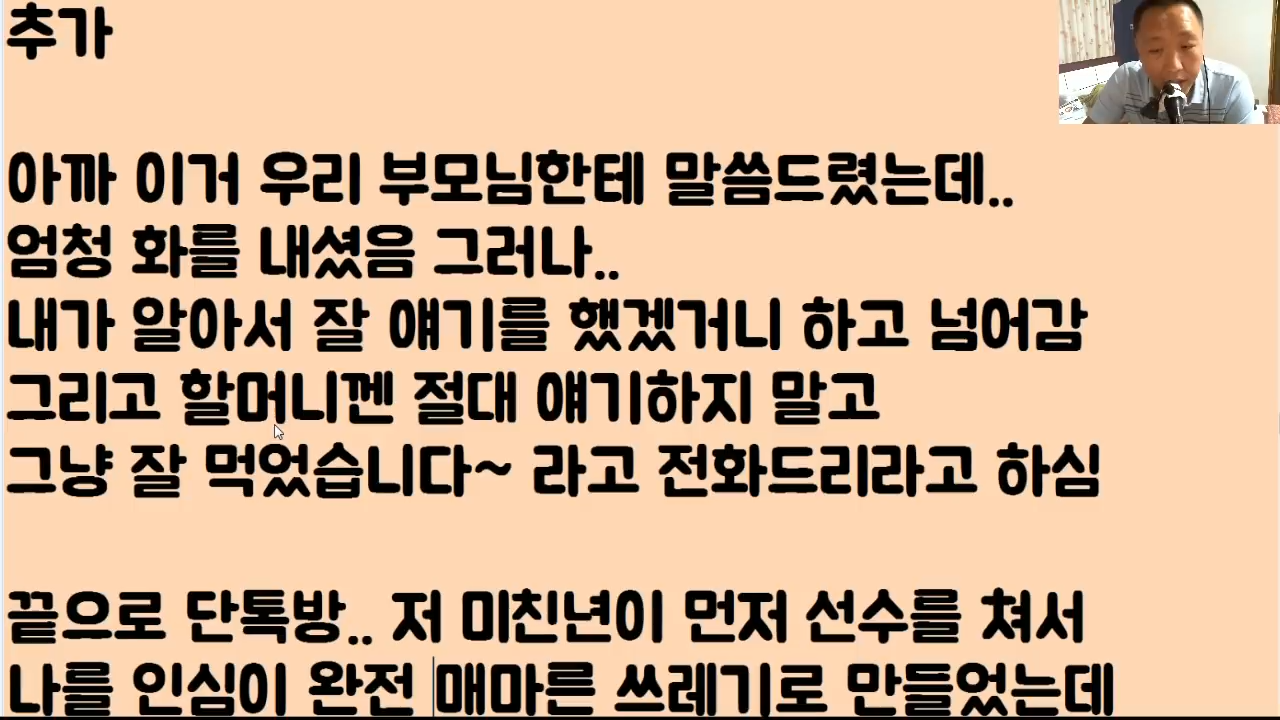 추가
아까 이거 우리 부모님한테 말씀드렸는데..
엄청 화를 내셨음 그러나..
내가 알아서 잘 얘기를 했겠거니 하고 넘어감
그리고 할머니껜 절대 얘기하지 말고
그냥 잘 먹었습니다~ 라고 전화드리라고 하심
끝으로 단톡방.. 저 미친년이 먼저 선수를 쳐서
나를 인심이 완전 매마른 쓰레기로 만들었는데